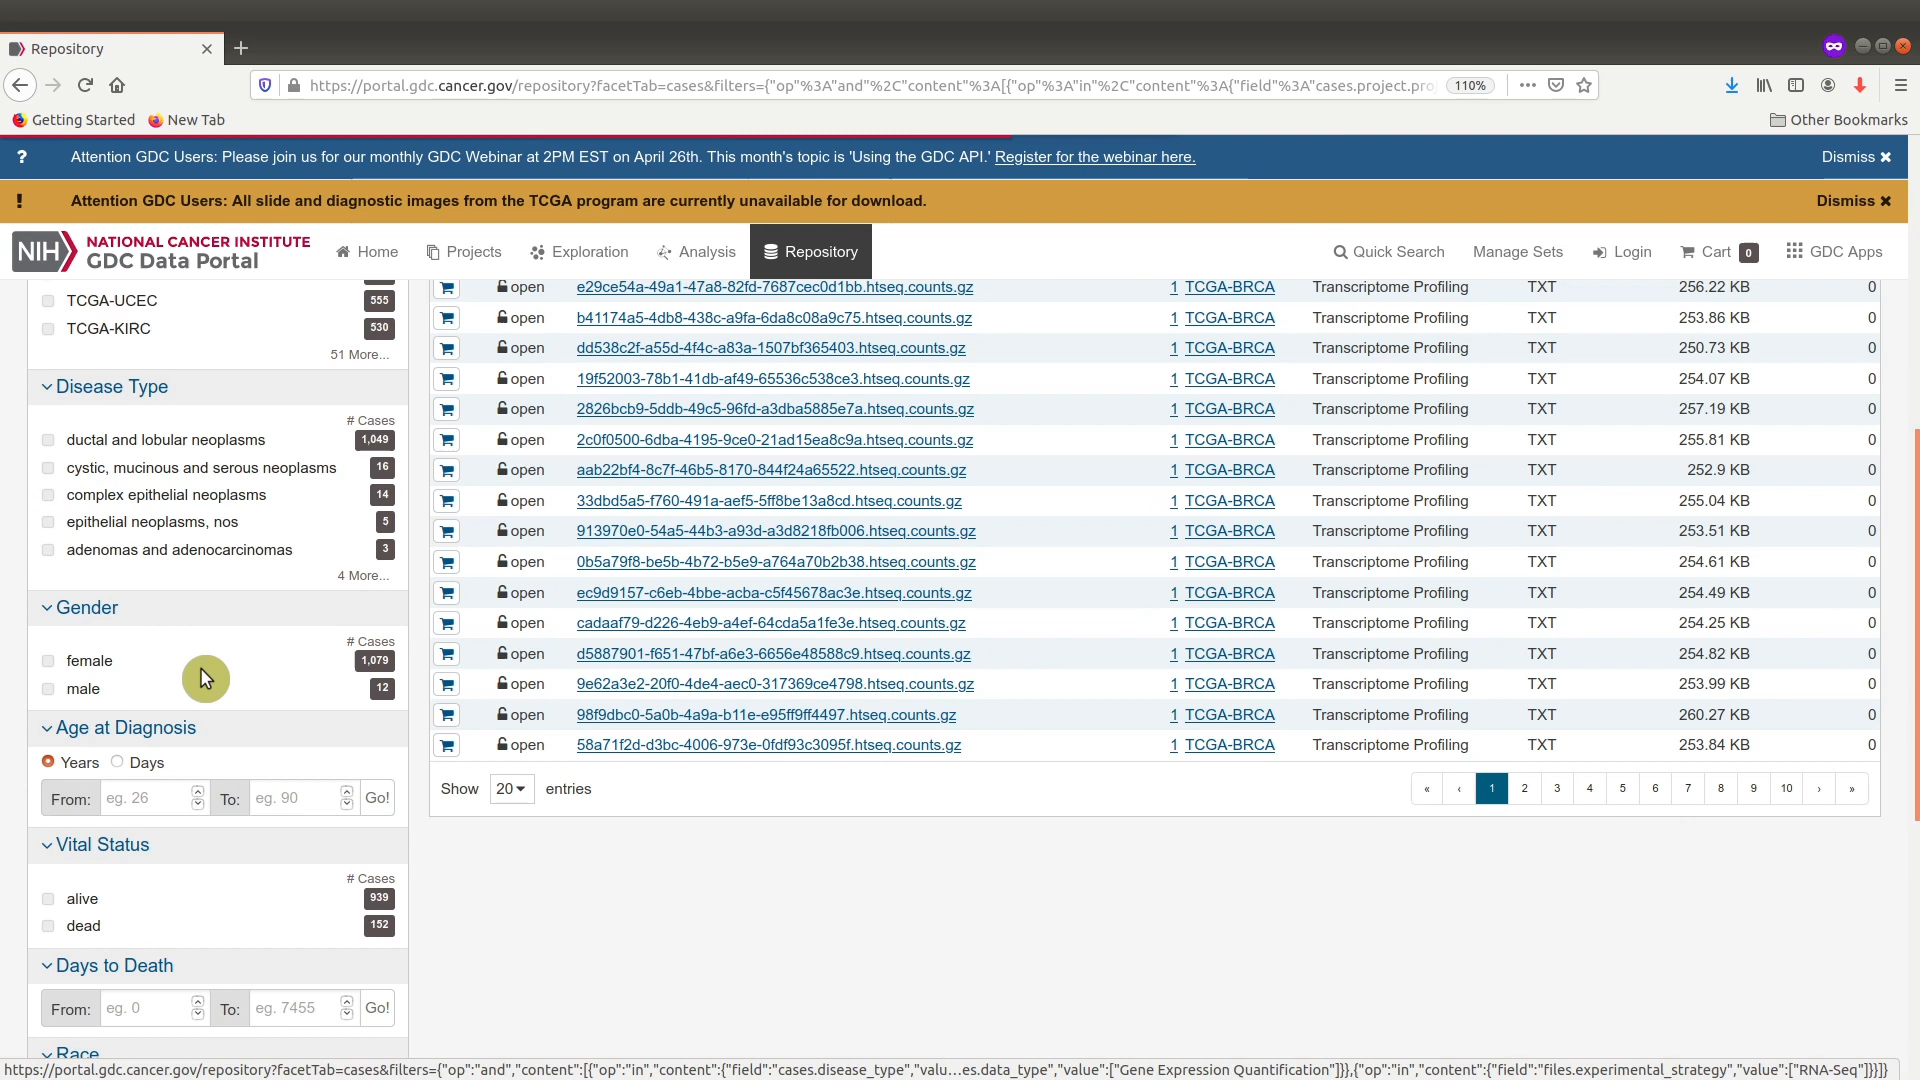 Repository
https://portal.gdc.cancer.gov/repository?facetTab=cases&filters={"op"%3A"and"%2C"content"%3A[{"op"%3A"in"%2C"content"%3A{"field"%3A"cases.project.pro
110%
Getting Started
New Tab
Other Bookmarks
? Attention GDC Users: Please join us for our monthly GDC Webinar at 2PM EST on April 26th. This month's topic is 'Using the GDC API.' Register for the webinar here. Dismiss ✖
! Attention GDC Users: All slide and diagnostic images from the TCGA program are currently unavailable for download. Dismiss ✖
NIH NATIONAL CANCER INSTITUTE
GDC Data Portal
Home Projects Exploration Analysis Repository Quick Search Manage Sets Login Cart 0 GDC Apps
TCGA-UCEC 555
TCGA-KIRC 530
51 More...
Disease Type
# Cases
ductal and lobular neoplasms 1,049
cystic, mucinous and serous neoplasms 16
complex epithelial neoplasms 14
epithelial neoplasms, nos 5
adenomas and adenocarcinomas 3
4 More...
Gender
# Cases
female 1,079
male 12
Age at Diagnosis
Years Days
From: eg. 26 To: eg. 90 Go!
Vital Status
# Cases
alive 939
dead 152
Days to Death
From: eg. 0 To: eg. 7455 Go!
Race
open e29ce54a-49a1-47a8-82fd-7687cec0d1bb.htseq.counts.gz 1 TCGA-BRCA Transcriptome Profiling TXT 256.22 KB 0
open b41174a5-4db8-438c-a9fa-6da8c08a9c75.htseq.counts.gz 1 TCGA-BRCA Transcriptome Profiling TXT 253.86 KB 0
open dd538c2f-a55d-4f4c-a83a-1507bf365403.htseq.counts.gz 1 TCGA-BRCA Transcriptome Profiling TXT 250.73 KB 0
open 19f52003-78b1-41db-af49-65536c538ce3.htseq.counts.gz 1 TCGA-BRCA Transcriptome Profiling TXT 254.07 KB 0
open 2826bcb9-5ddb-49c5-96fd-a3dba5885e7a.htseq.counts.gz 1 TCGA-BRCA Transcriptome Profiling TXT 257.19 KB 0
open 2c0f0500-6dba-4195-9ce0-21ad15ea8c9a.htseq.counts.gz 1 TCGA-BRCA Transcriptome Profiling TXT 255.81 KB 0
open aab22bf4-8c7f-46b5-8170-844f24a65522.htseq.counts.gz 1 TCGA-BRCA Transcriptome Profiling TXT 252.9 KB 0
open 33dbd5a5-f760-491a-aef5-5ff8be13a8cd.htseq.counts.gz 1 TCGA-BRCA Transcriptome Profiling TXT 255.04 KB 0
open 913970e0-54a5-44b3-a93d-a3d8218fb006.htseq.counts.gz 1 TCGA-BRCA Transcriptome Profiling TXT 253.51 KB 0
open 0b5a79f8-be5b-4b72-b5e9-a764a70b2b38.htseq.counts.gz 1 TCGA-BRCA Transcriptome Profiling TXT 254.61 KB 0
open ec9d9157-c6eb-4bbe-acba-c5f45678ac3e.htseq.counts.gz 1 TCGA-BRCA Transcriptome Profiling TXT 254.49 KB 0
open cadaaf79-d226-4eb9-a4ef-64cda5a1fe3e.htseq.counts.gz 1 TCGA-BRCA Transcriptome Profiling TXT 254.25 KB 0
open d5887901-f651-47bf-a6e3-6656e48588c9.htseq.counts.gz 1 TCGA-BRCA Transcriptome Profiling TXT 254.82 KB 0
open 9e62a3e2-20f0-4de4-aec0-317369ce4798.htseq.counts.gz 1 TCGA-BRCA Transcriptome Profiling TXT 253.99 KB 0
open 98f9dbc0-5a0b-4a9a-b11e-e95ff9ff4497.htseq.counts.gz 1 TCGA-BRCA Transcriptome Profiling TXT 260.27 KB 0
open 58a71f2d-d3bc-4006-973e-0fdf93c3095f.htseq.counts.gz 1 TCGA-BRCA Transcriptome Profiling TXT 253.84 KB 0
Show 20 entries « ‹ 1 2 3 4 5 6 7 8 9 10 › »
https://portal.gdc.cancer.gov/repository?facetTab=cases&filters={"op":"and","content":[{"op":"in","content":{"field":"cases.disease_type","valu…es.data_type","value":["Gene Expression Quantification"]}},{"op":"in","content":{"field":"files.experimental_strategy","value":["RNA-Seq"]}}]}